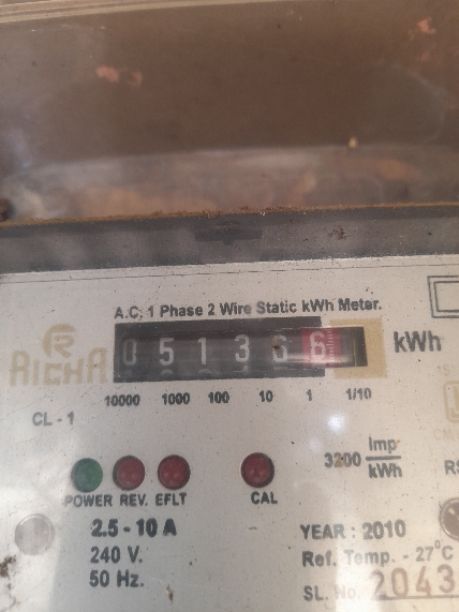 A.C. 1 Phase 2 Wire Static kWh Meter.
R
RICHA
051366 kWh
10000 1000 100 10 1 1/10
CL - 1
3200 Imp/kWh
POWER REV. EFLT CAL
2.5 - 10 A
240 V.
50 Hz.
YEAR : 2010
Ref. Temp. - 27°C
SL. No. 2043